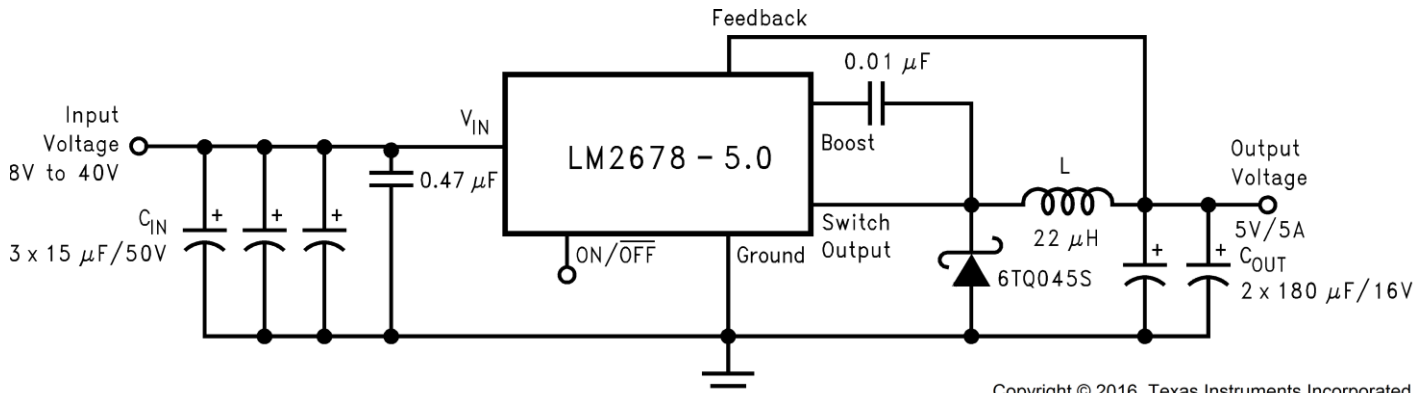 Feedback
0.01 μF
Input
Voltage
8V to 40V
V_IN
LM2678 - 5.0
Boost
0.47 μF
C_IN
3 x 15 μF/50V
ON/O̅F̅F̅
Ground
Switch
Output
L
22 μH
6TQ045S
Output
Voltage
5V/5A
C_OUT
2 x 180 μF/16V
+
+
+
+
+
Copyright © 2016, Texas Instruments Incorporated